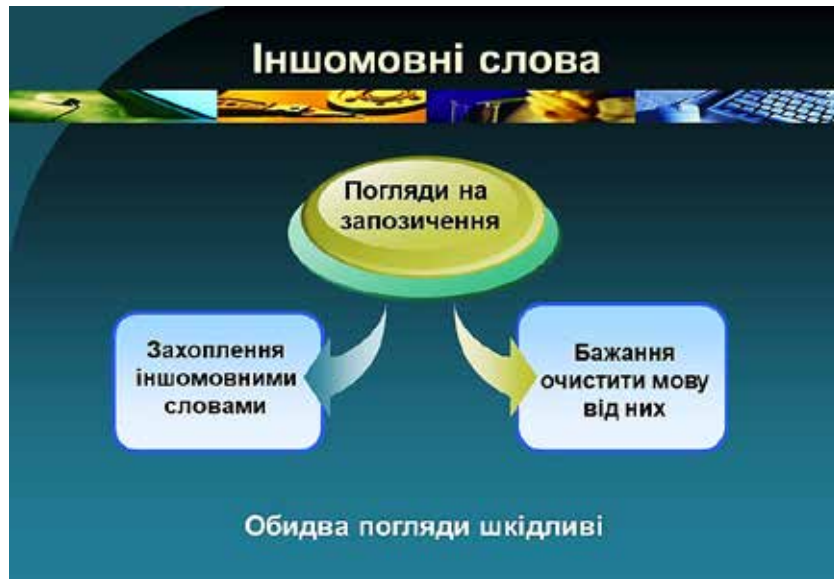 Іншомовні слова
Погляди на
запозичення
Захоплення
іншомовними
словами
Бажання
очистити мову
від них
Обидва погляди шкідливі